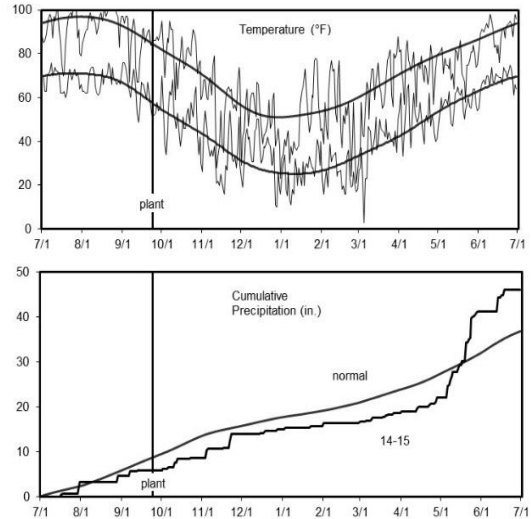 100
Temperature (°F)
80
60
40
20
plant
0
7/1 8/1 9/1 10/1 11/1 12/1 1/1 2/1 3/1 4/1 5/1 6/1 7/1
50
Cumulative
Precipitation (in.)
40
30
normal
20
14-15
10
plant
0
7/1 8/1 9/1 10/1 11/1 12/1 1/1 2/1 3/1 4/1 5/1 6/1 7/1